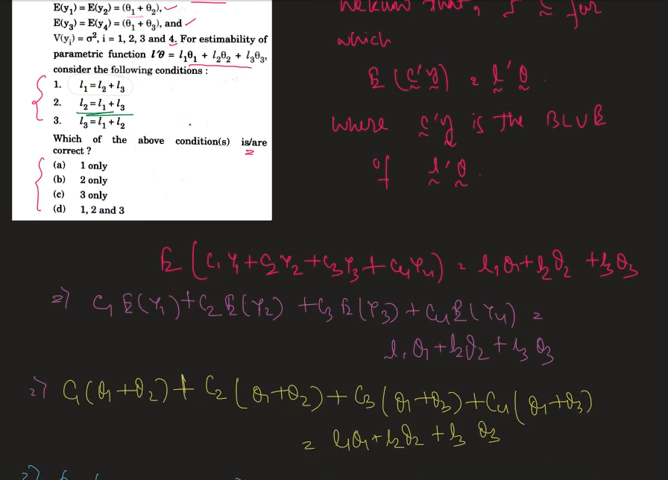 E(y₁) = E(y₂) = (θ₁ + θ₂),
E(y₃) = E(y₄) = (θ₁ + θ₃), and
V(yᵢ) = σ², i = 1, 2, 3 and 4. For estimability of
parametric function l'θ = l₁θ₁ + l₂θ₂ + l₃θ₃,
consider the following conditions :
1. l₁ = l₂ + l₃
2. l₂ = l₁ + l₃
3. l₃ = l₁ + l₂
Which of the above condition(s) is/are
correct ?
(a) 1 only
(b) 2 only
(c) 3 only
(d) 1, 2 and 3
We know that, for
which
E (c'y) = l'θ.
where c'y is the BLUE
of l'θ.
E (c₁y₁+c₂y₂+c₃y₃+c₄y₄) = l₁θ₁+l₂θ₂+l₃θ₃
=) c₁E(y₁)+c₂E(y₂)+c₃E(y₃)+c₄E(y₄) =
l₁θ₁+l₂θ₂+l₃θ₃
=) c₁(θ₁+θ₂)+c₂(θ₁+θ₂)+c₃(θ₁+θ₃)+c₄(θ₁+θ₃)
= l₁θ₁+l₂θ₂+l₃θ₃